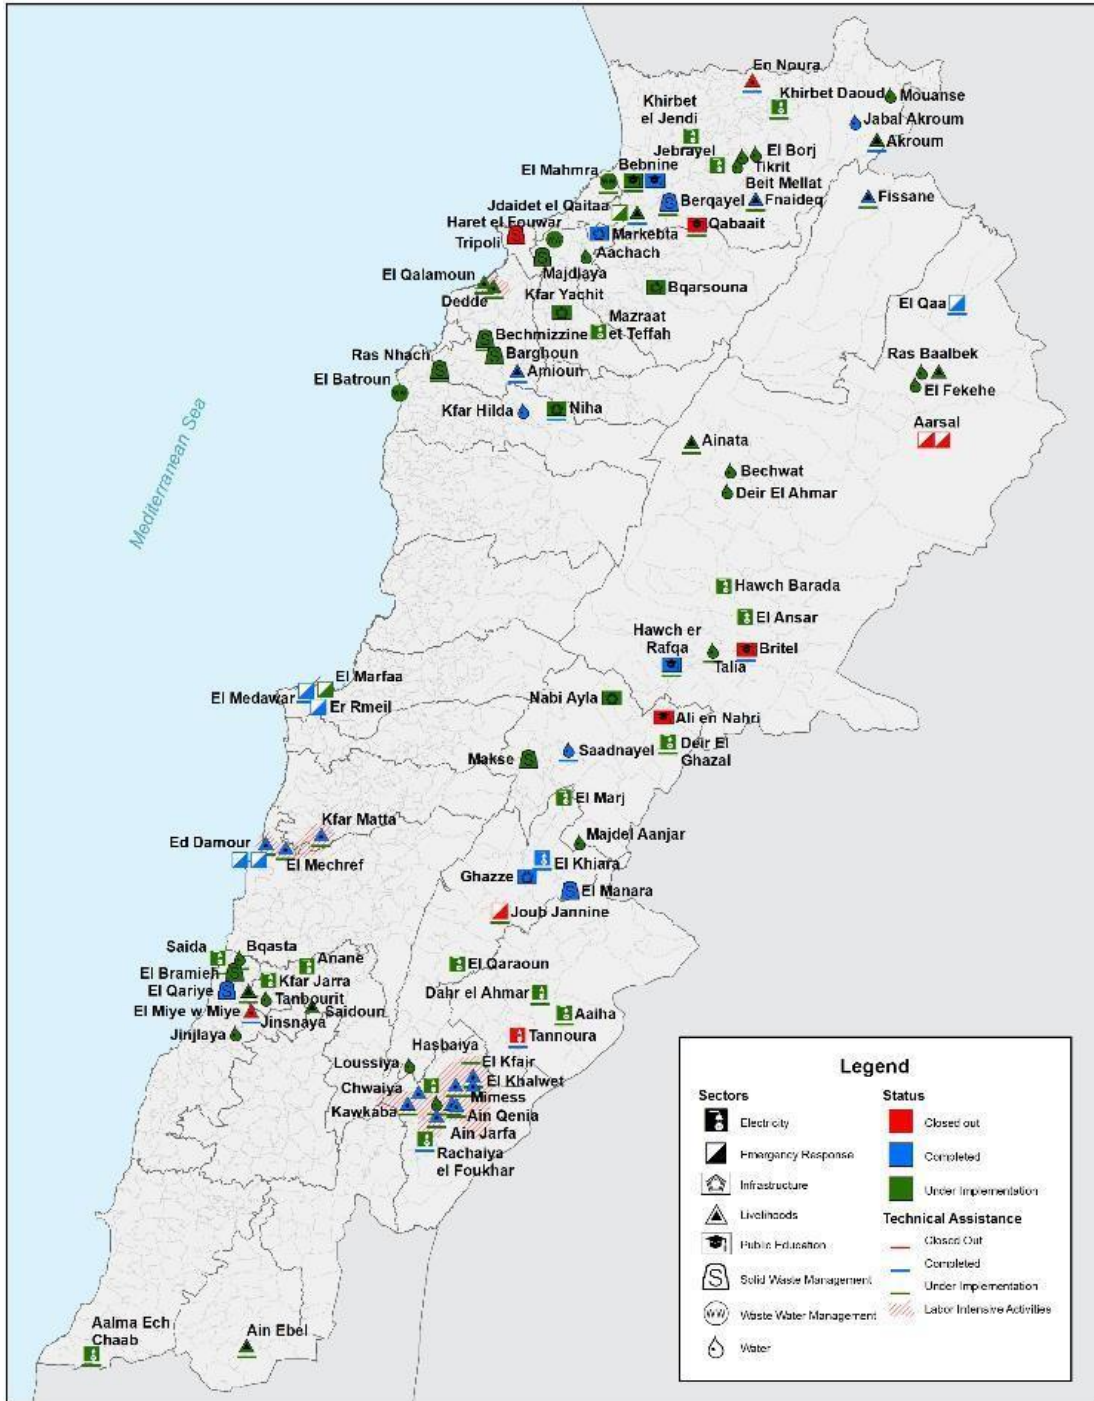 En Noura
Khirbet Daoud
Mouanse
Khirbet
el Jendi
Jabal Akroum
Akroum
Jebrayel
El Borj
Tikrit
El Mahmra
Bebnine
Beit Mellat
Fnaideq
Fissane
Jdaidet el Qaitaa
Berqayel
Haret el Fouwar
Tripoli
Markebta
Qabaait
Aachach
Majdlaya
El Qalamoun
Dedde
Kfar Yachit
Bqarsouna
El Qaa
Mazraat
et Teffah
Bechmizzine
Barghoun
Ras Nhach
Amioun
Ras Baalbek
El Fekehe
El Batroun
Kfar Hilda
Niha
Aarsal
Mediterranean Sea
Ainata
Bechwat
Deir El Ahmar
Hawch Barada
El Ansar
Hawch er
Rafqa
Britel
Talia
El Marfaa
El Medawar
Er Rmeil
Nabi Ayla
Ali en Nahri
Deir El
Ghazal
Makse
Saadnayel
El Marj
Kfar Matta
Ed Damour
El Mechref
Majdel Aanjar
El Khiara
Ghazze
El Manara
Joub Jannine
Saida
Bqasta
Anane
El Qaraoun
El Bramieh
Kfar Jarra
El Qariye
Tanbourit
Dahr el Ahmar
El Miye w Miye
Saidoun
Aaiha
Jinsnaya
Jinjlaya
Tannoura
Hasbaiya
Loussiya
El Kfair
Chwaiya
El Khalwet
Mimess
Kawkaba
Ain Qenia
Ain Jarfa
Rachaiya
el Foukhar
Aalma Ech
Chaab
Ain Ebel
Legend
Sectors
Electricity
Emergency Response
Infrastructure
Livelihoods
Public Education
S
Solid Waste Management
WW
Waste Water Management
Water
Status
Closed out
Completed
Under Implementation
Technical Assistance
Closed Out
Completed
Under Implementation
Labor Intensive Activities